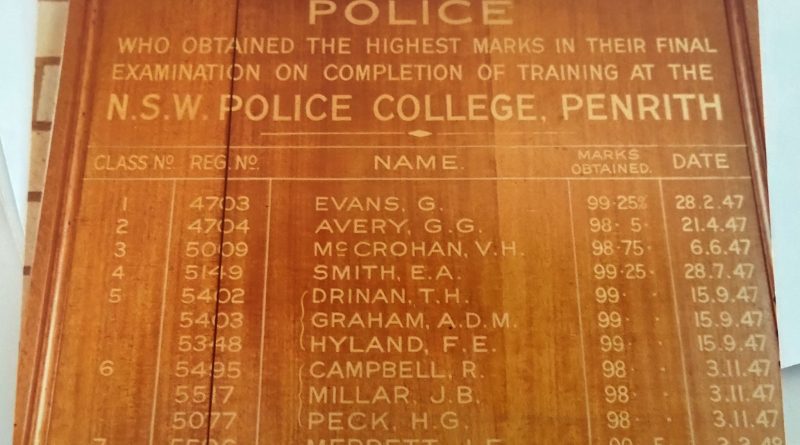 POLICE
WHO OBTAINED THE HIGHEST MARKS IN THEIR FINAL
EXAMINATION ON COMPLETION OF TRAINING AT THE
N.S.W. POLICE COLLEGE, PENRITH
CLASS NO. REG. NO. NAME. MARKS OBTAINED. DATE
1 4703 EVANS, G. 99·25% 28.2.47
2 4704 AVERY, G.G. 98· 5· 21.4.47
3 5009 McCROHAN, V.H. 98·75· 6.6.47
4 5149 SMITH, E.A. 99·25· 28.7.47
5 5402 DRINAN, T.H. 99· · 15.9.47
5403 GRAHAM, A.D.M. 99· · 15.9.47
5348 HYLAND, F.E. 99· · 15.9.47
6 5495 CAMPBELL, R. 98· · 3.11.47
MILLAR, J.B. 98· · 3.11.47
5077 PECK, H.G. 98· · 3.11.47
7 MERRETT, J.F.